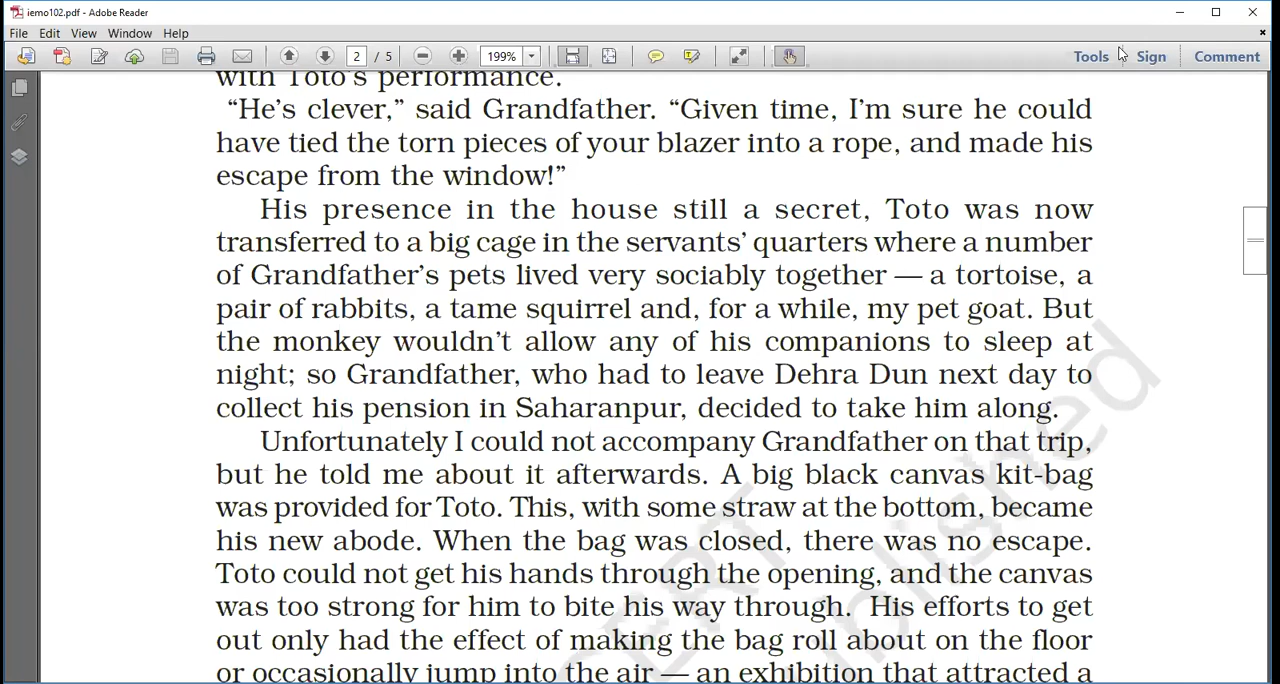 iemo102.pdf - Adobe Reader
File Edit View Window Help
2 / 5 199% Tools Sign Comment
with Toto's performance.
“He's clever,” said Grandfather. “Given time, I'm sure he could
have tied the torn pieces of your blazer into a rope, and made his
escape from the window!”
His presence in the house still a secret, Toto was now
transferred to a big cage in the servants' quarters where a number
of Grandfather's pets lived very sociably together — a tortoise, a
pair of rabbits, a tame squirrel and, for a while, my pet goat. But
the monkey wouldn't allow any of his companions to sleep at
night; so Grandfather, who had to leave Dehra Dun next day to
collect his pension in Saharanpur, decided to take him along.
Unfortunately I could not accompany Grandfather on that trip,
but he told me about it afterwards. A big black canvas kit-bag
was provided for Toto. This, with some straw at the bottom, became
his new abode. When the bag was closed, there was no escape.
Toto could not get his hands through the opening, and the canvas
was too strong for him to bite his way through. His efforts to get
out only had the effect of making the bag roll about on the floor
or occasionally jump into the air — an exhibition that attracted a